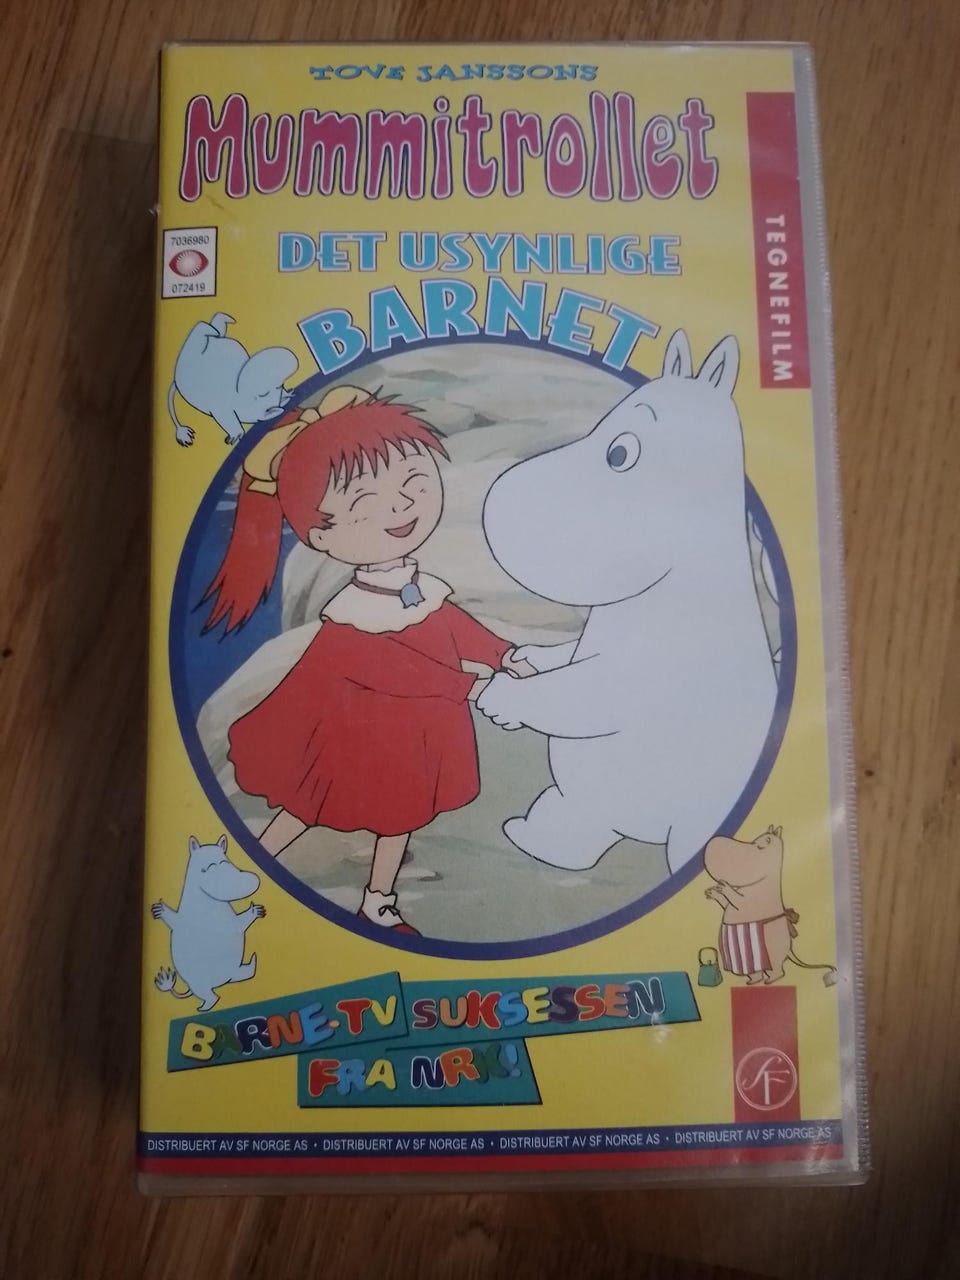 TOVE JANSSONS
Mummitrollet
TEGNEFILM
7036980
072419
DET USYNLIGE
BARNET
BARNE-TV SUKSESSEN
FRA NRK!
SF
DISTRIBUERT AV SF NORGE AS • DISTRIBUERT AV SF NORGE AS • DISTRIBUERT AV SF NORGE AS • DISTRIBUERT AV SF NORGE AS